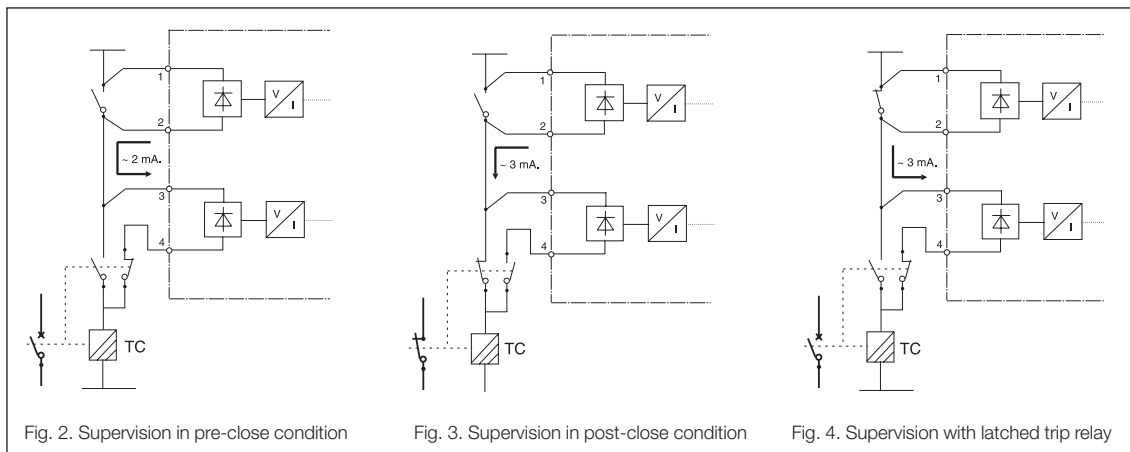 1
2
V
I
~ 2 mA.
3
4
V
I
TC
Fig. 2. Supervision in pre-close condition
1
2
V
I
~ 3 mA.
3
4
V
I
TC
Fig. 3. Supervision in post-close condition
1
2
V
I
~ 3 mA.
3
4
V
I
TC
Fig. 4. Supervision with latched trip relay